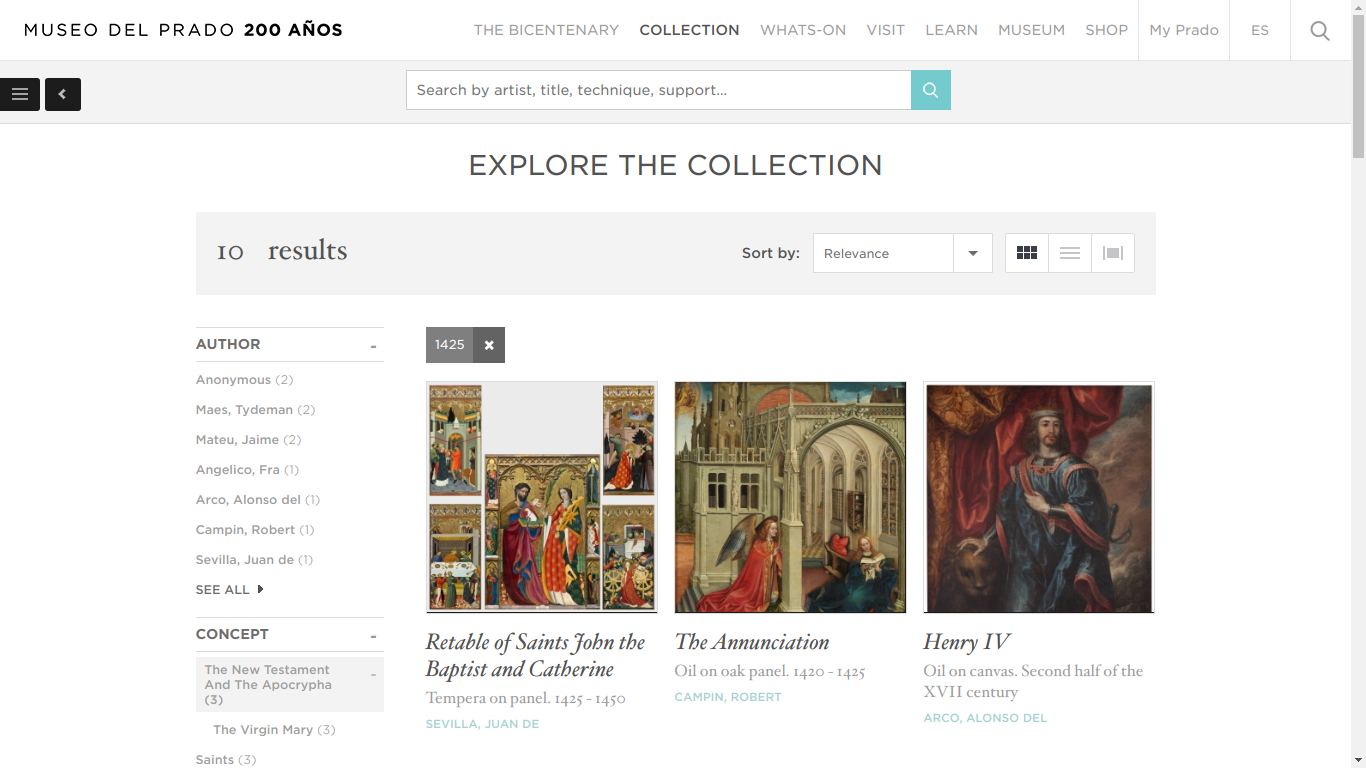 MUSEO DEL PRADO 200 AÑOS
THE BICENTENARY COLLECTION WHATS-ON VISIT LEARN MUSEUM SHOP My Prado ES
Search by artist, title, technique, support...
EXPLORE THE COLLECTION
10 results
Sort by: Relevance
AUTHOR -
Anonymous (2)
Maes, Tydeman (2)
Mateu, Jaime (2)
Angelico, Fra (1)
Arco, Alonso del (1)
Campin, Robert (1)
Sevilla, Juan de (1)
SEE ALL
CONCEPT -
The New Testament -
And The Apocrypha
(3)
The Virgin Mary (3)
Saints (3)
1425 ×
Retable of Saints John the
Baptist and Catherine
Tempera on panel. 1425 - 1450
SEVILLA, JUAN DE
The Annunciation
Oil on oak panel. 1420 - 1425
CAMPIN, ROBERT
Henry IV
Oil on canvas. Second half of the
XVII century
ARCO, ALONSO DEL